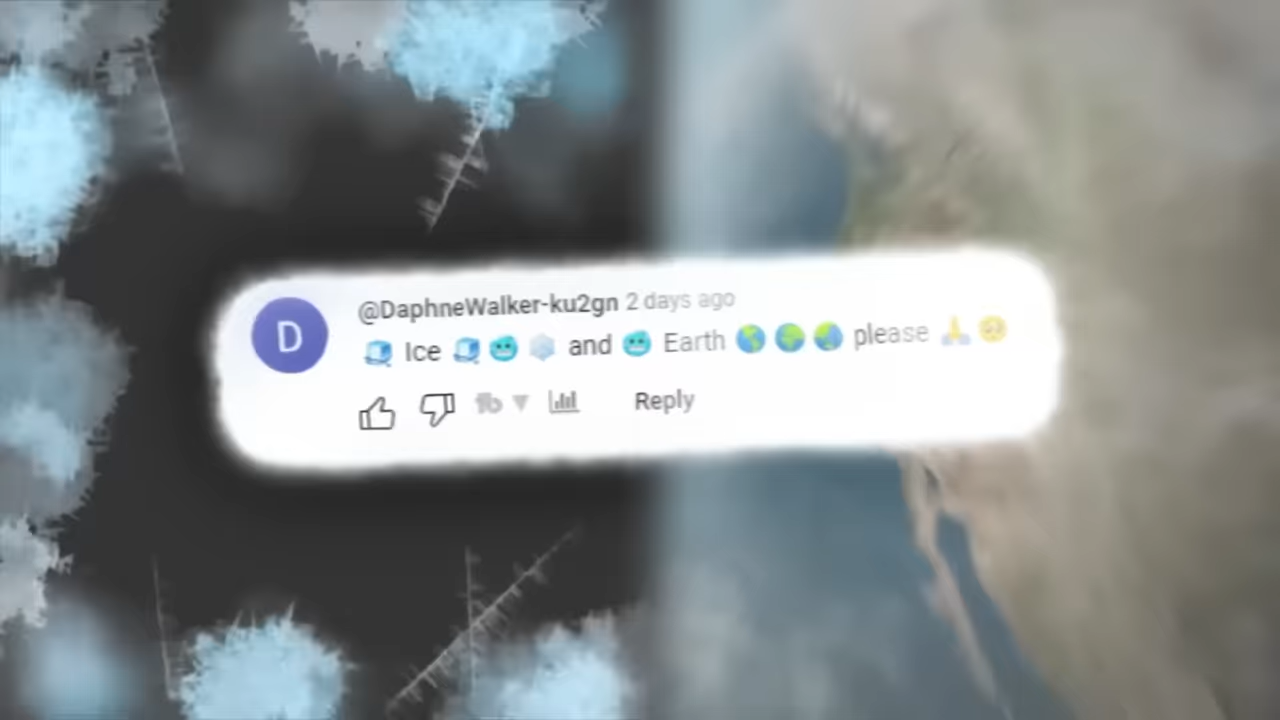 D
@DaphneWalker-ku2gn 2 days ago
🧊 Ice 🧊🥶❄️ and 🥶 Earth 🌎🌍🌏 please 🙏🥺
Reply